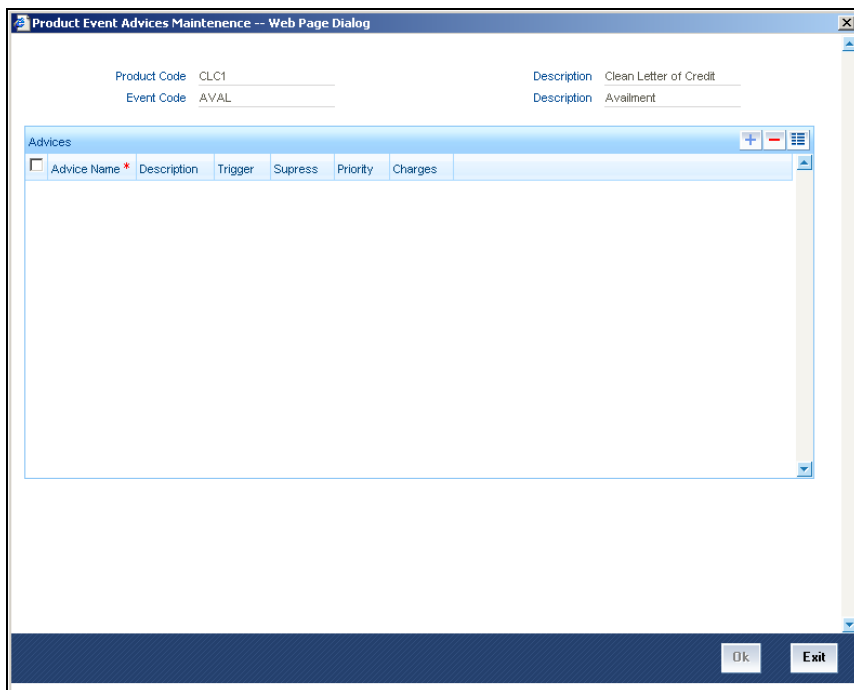 Product Event Advices Maintenence -- Web Page Dialog
Product Code CLC1 Description Clean Letter of Credit
Event Code AVAL Description Availment
Advices
Advice Name * Description Trigger Supress Priority Charges
Ok Exit